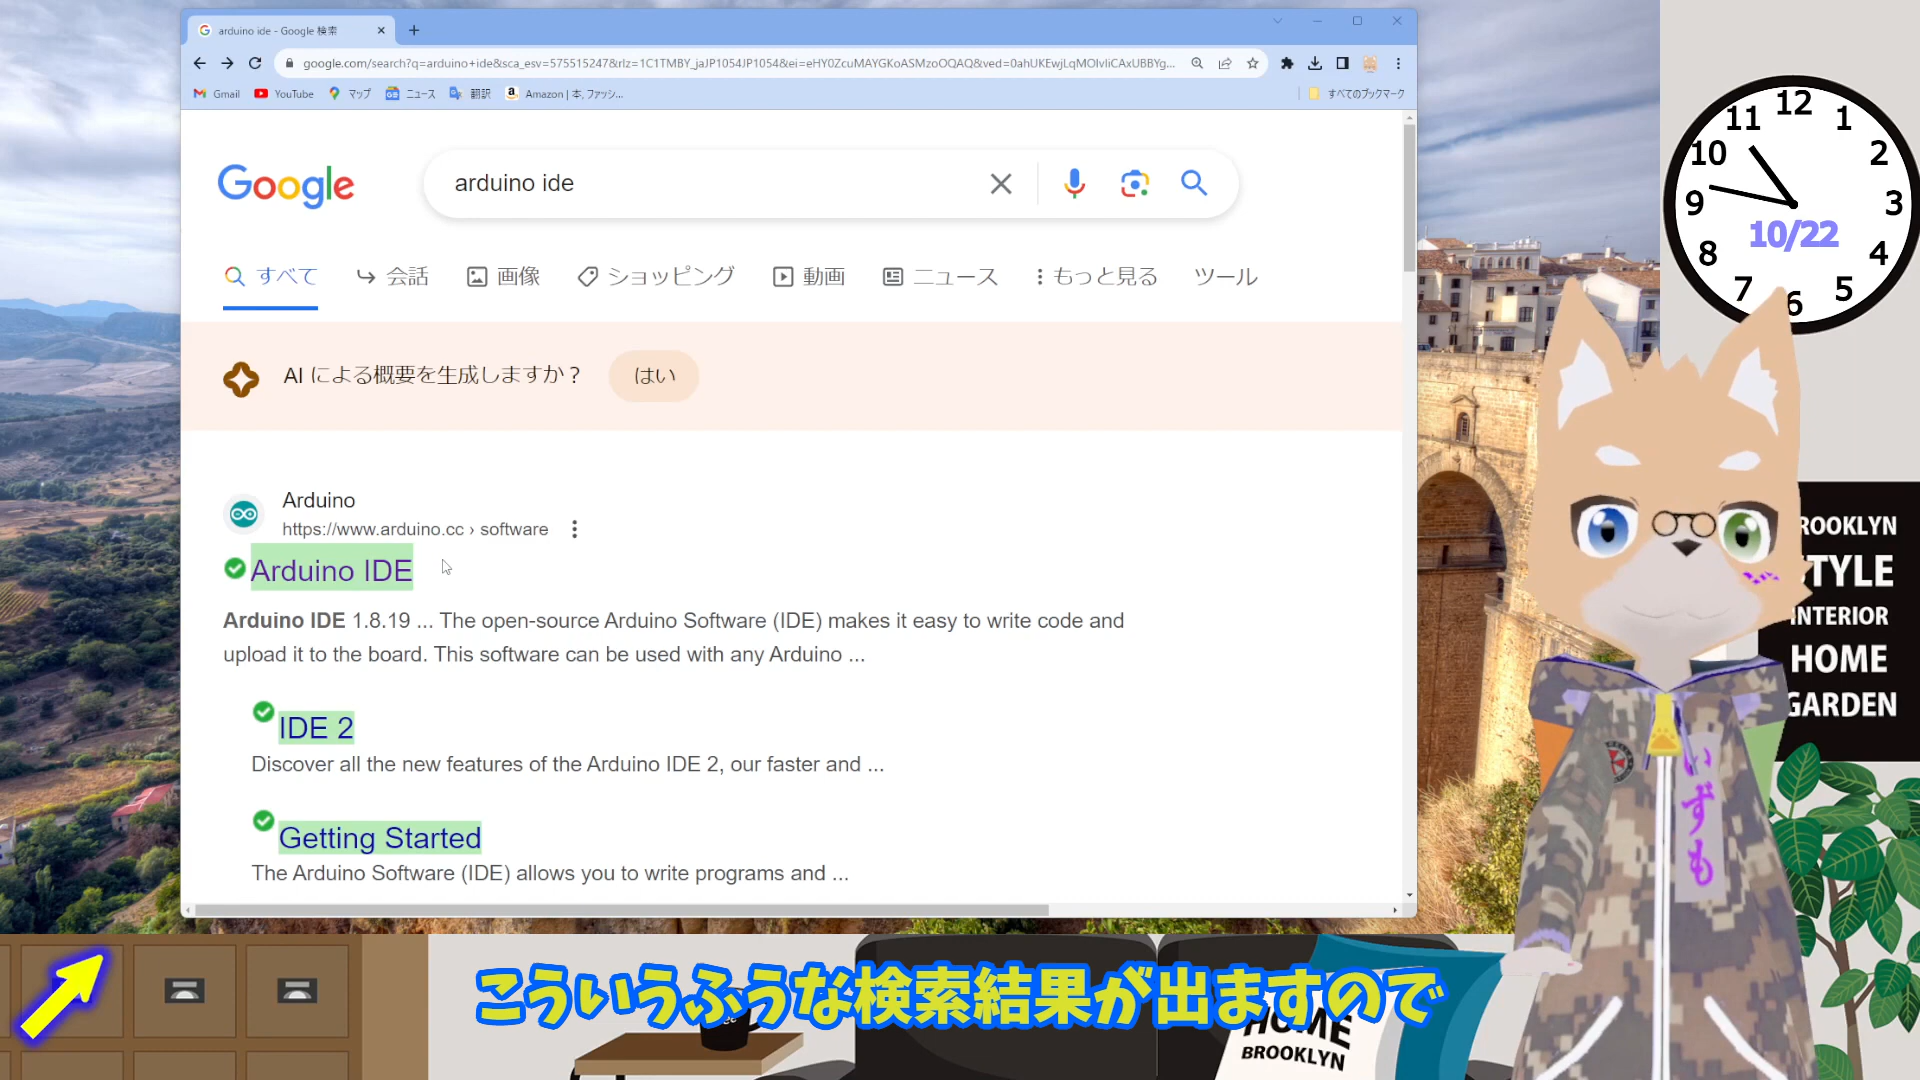 arduino ide - Google 検索
google.com/search?q=arduino+ide&sca_esv=575515247&rlz=1C1TMBY_jaJP1054JP1054&ei=eHY0ZcuMAYGKoASMzoOQAQ&ved=0ahUKEwjLqMOIvIiCAxUBBYg...
Gmail YouTube マップ ニュース 翻訳 Amazon | 本, ファッシ... すべてのブックマーク
Google
arduino ide
すべて 会話 画像 ショッピング 動画 ニュース もっと見る ツール
AI による概要を生成しますか？ はい
Arduino
https://www.arduino.cc › software
Arduino IDE
Arduino IDE 1.8.19 ... The open-source Arduino Software (IDE) makes it easy to write code and
upload it to the board. This software can be used with any Arduino ...
IDE 2
Discover all the new features of the Arduino IDE 2, our faster and ...
Getting Started
The Arduino Software (IDE) allows you to write programs and ...
12
11 1
10 2
9 3
10/22
8 4
7 5
6
ROOKLYN
STYLE
INTERIOR
HOME
GARDEN
いずも
こういうふうな検索結果が出ますので
HOME
BROOKLYN